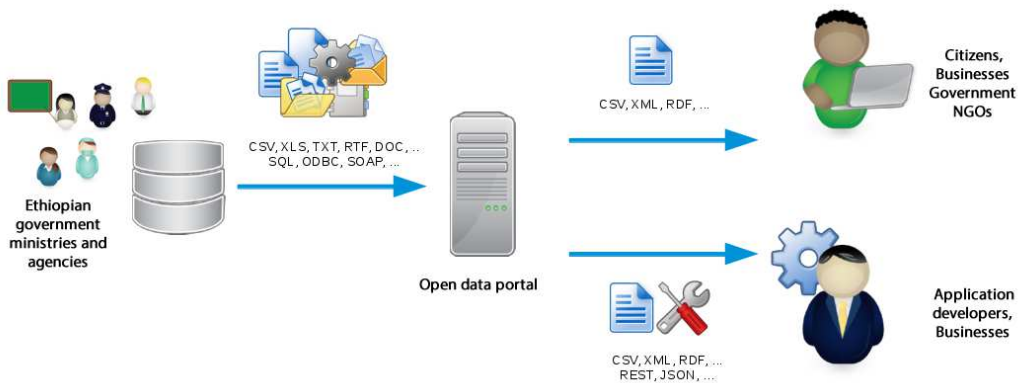 Ethiopian
government
ministries and
agencies
CSV, XLS, TXT, RTF, DOC, ..
SQL, ODBC, SOAP, ...
Open data portal
CSV, XML, RDF, ...
Citizens,
Businesses
Government
NGOs
CSV, XML, RDF, ...
REST, JSON, ...
Application
developers,
Businesses